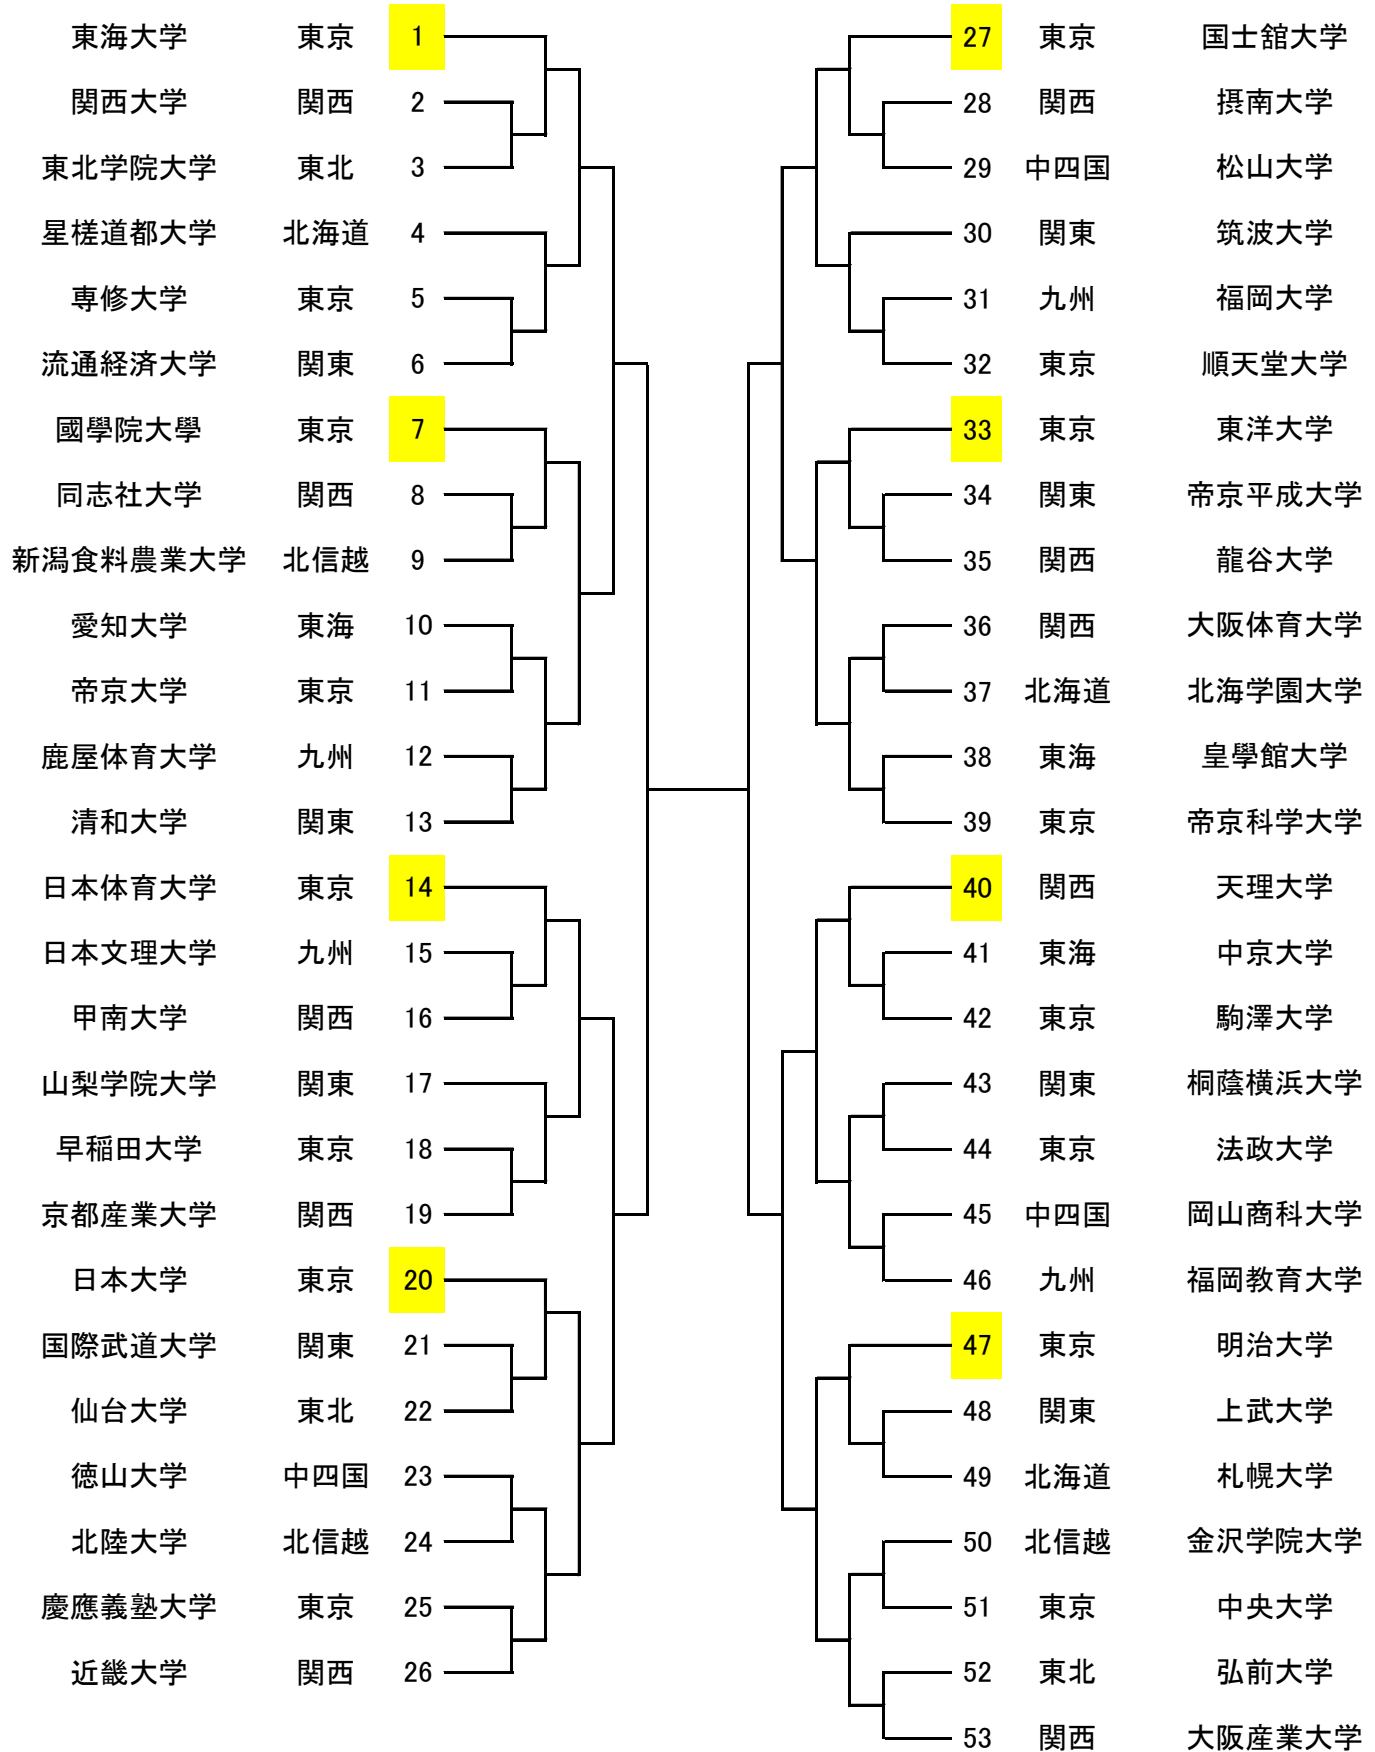 東海大学 東京 1
関西大学 関西 2
東北学院大学 東北 3
星槎道都大学 北海道 4
専修大学 東京 5
流通経済大学 関東 6
國學院大學 東京 7
同志社大学 関西 8
新潟食料農業大学 北信越 9
愛知大学 東海 10
帝京大学 東京 11
鹿屋体育大学 九州 12
清和大学 関東 13
日本体育大学 東京 14
日本文理大学 九州 15
甲南大学 関西 16
山梨学院大学 関東 17
早稲田大学 東京 18
京都産業大学 関西 19
日本大学 東京 20
国際武道大学 関東 21
仙台大学 東北 22
徳山大学 中四国 23
北陸大学 北信越 24
慶應義塾大学 東京 25
近畿大学 関西 26
27 東京 国士舘大学
28 関西 摂南大学
29 中四国 松山大学
30 関東 筑波大学
31 九州 福岡大学
32 東京 順天堂大学
33 東京 東洋大学
34 関東 帝京平成大学
35 関西 龍谷大学
36 関西 大阪体育大学
37 北海道 北海学園大学
38 東海 皇學館大学
39 東京 帝京科学大学
40 関西 天理大学
41 東海 中京大学
42 東京 駒澤大学
43 関東 桐蔭横浜大学
44 東京 法政大学
45 中四国 岡山商科大学
46 九州 福岡教育大学
47 東京 明治大学
48 関東 上武大学
49 北海道 札幌大学
50 北信越 金沢学院大学
51 東京 中央大学
52 東北 弘前大学
53 関西 大阪産業大学